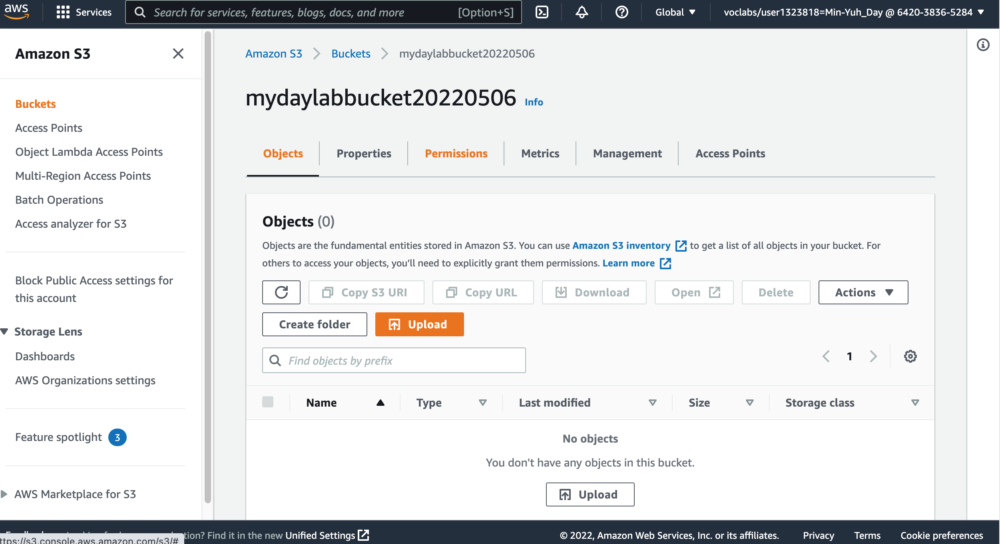 aws
Services
Search for services, features, blogs, docs, and more [Option+S]
Global
voclabs/user1323818=Min-Yuh_Day @ 6420-3836-5284
Amazon S3
Buckets
Access Points
Object Lambda Access Points
Multi-Region Access Points
Batch Operations
Access analyzer for S3
Block Public Access settings for
this account
Storage Lens
Dashboards
AWS Organizations settings
Feature spotlight 3
AWS Marketplace for S3
Amazon S3 Buckets mydaylabbucket20220506
mydaylabbucket20220506 Info
Objects Properties Permissions Metrics Management Access Points
Objects (0)
Objects are the fundamental entities stored in Amazon S3. You can use Amazon S3 inventory to get a list of all objects in your bucket. For
others to access your objects, you’ll need to explicitly grant them permissions. Learn more
Copy S3 URI Copy URL Download Open Delete Actions
Create folder Upload
Find objects by prefix
1
Name Type Last modified Size Storage class
No objects
You don't have any objects in this bucket.
Upload
tion? Find it in the new Unified Settings
© 2022, Amazon Web Services, Inc. or its affiliates. Privacy Terms Cookie preferences
ttps://s3.console.aws.amazon.com/s3/#